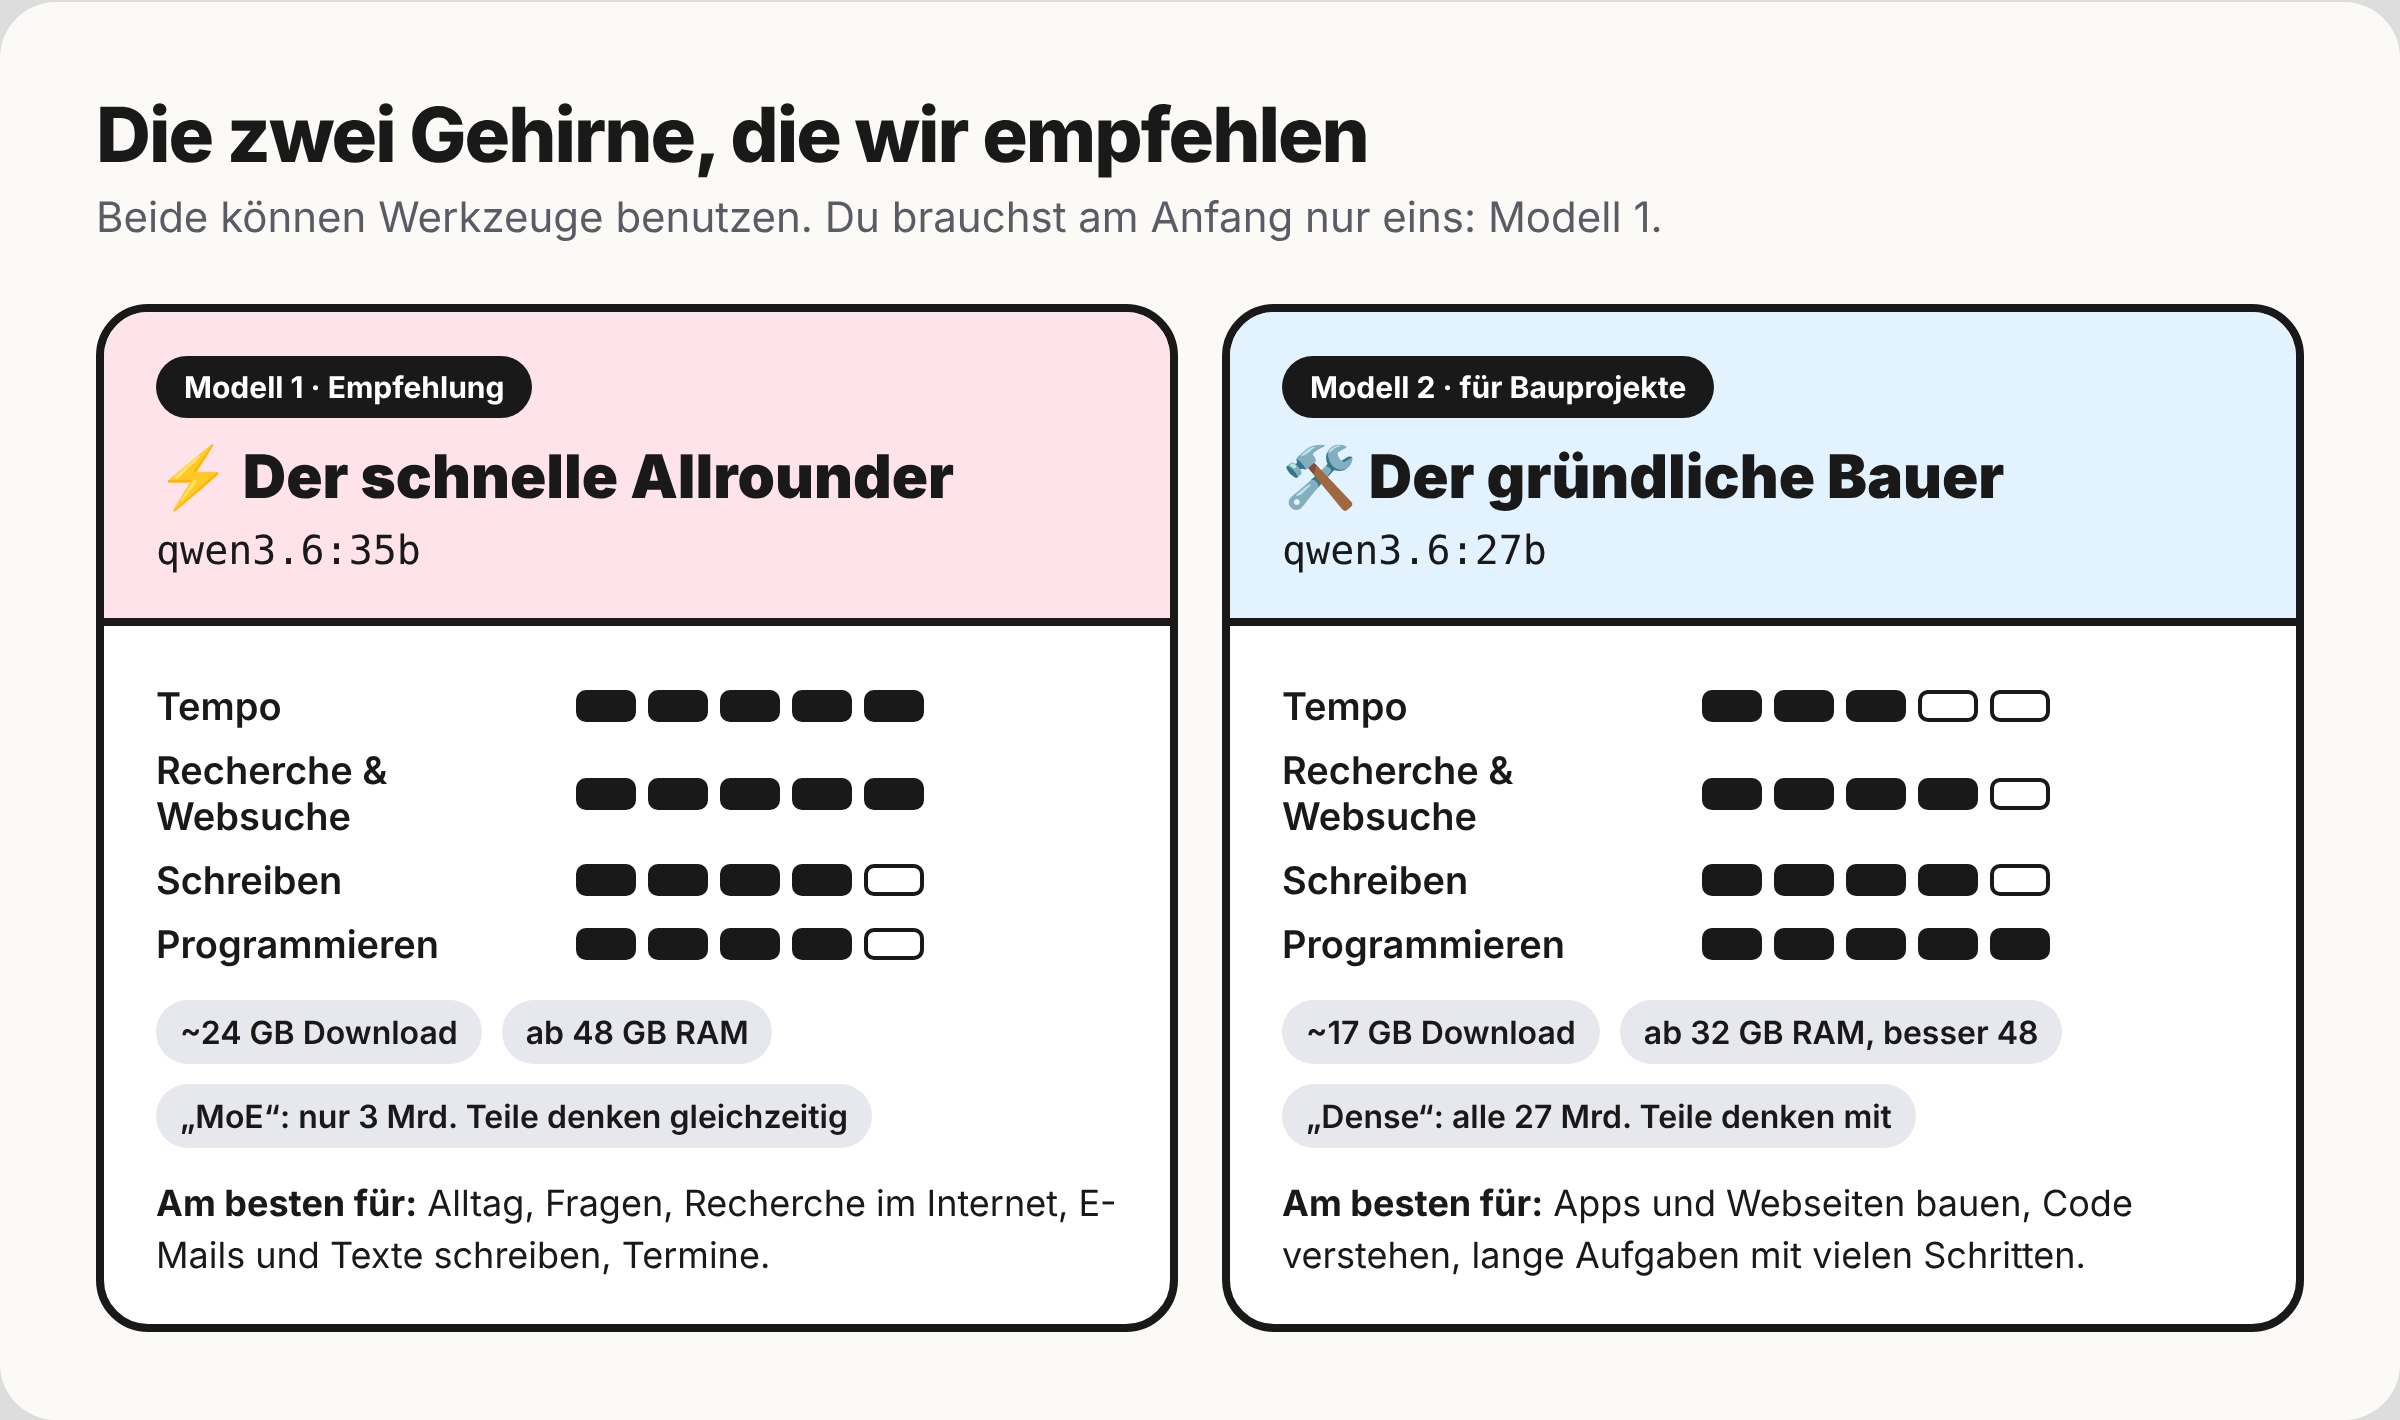 Die zwei Gehirne, die wir empfehlen
Beide können Werkzeuge benutzen. Du brauchst am Anfang nur eins: Modell 1.
Modell 1 · Empfehlung
⚡ Der schnelle Allrounder
qwen3.6:35b
Tempo
Recherche &
Websuche
Schreiben
Programmieren
~24 GB Download
ab 48 GB RAM
„MoE“: nur 3 Mrd. Teile denken gleichzeitig
Am besten für: Alltag, Fragen, Recherche im Internet, E-
Mails und Texte schreiben, Termine.
Modell 2 · für Bauprojekte
🛠️ Der gründliche Bauer
qwen3.6:27b
Tempo
Recherche &
Websuche
Schreiben
Programmieren
~17 GB Download
ab 32 GB RAM, besser 48
„Dense“: alle 27 Mrd. Teile denken mit
Am besten für: Apps und Webseiten bauen, Code
verstehen, lange Aufgaben mit vielen Schritten.